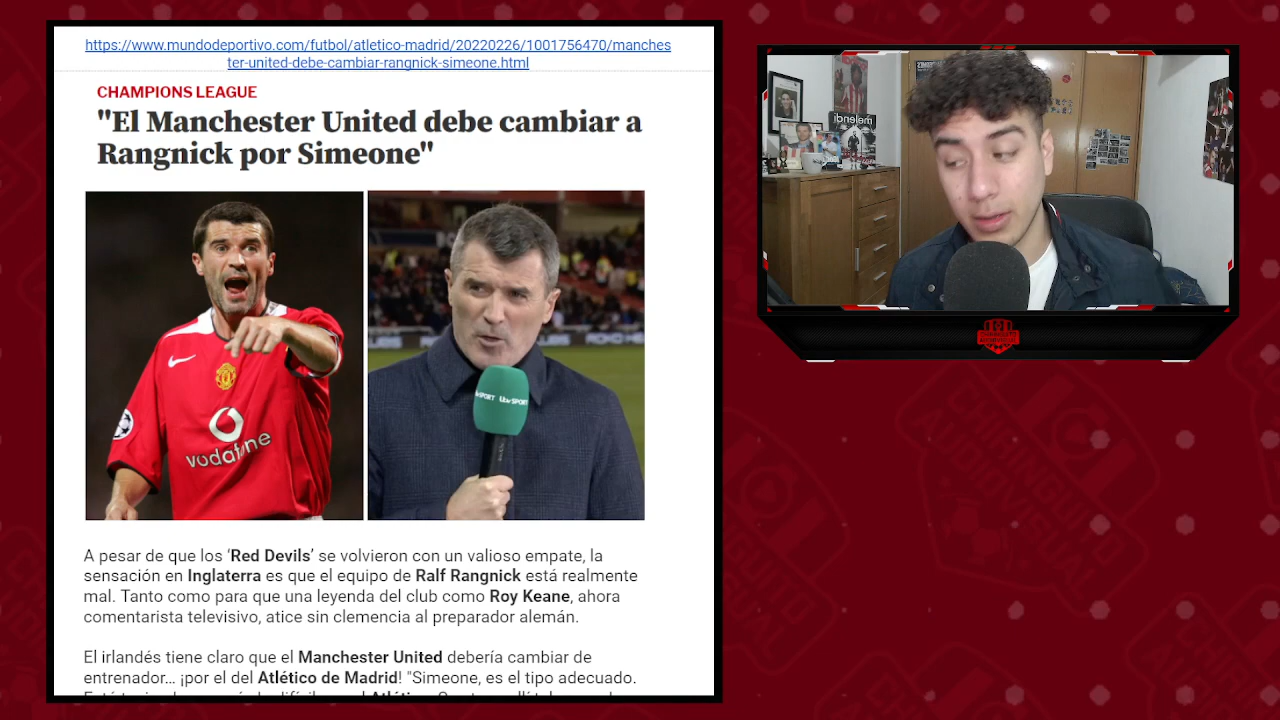 https://www.mundodeportivo.com/futbol/atletico-madrid/20220226/1001756470/manches
ter-united-debe-cambiar-rangnick-simeone.html
CHAMPIONS LEAGUE
"El Manchester United debe cambiar a
Rangnick por Simeone"
vodafone
itv SPORT
A pesar de que los ‘Red Devils’ se volvieron con un valioso empate, la
sensación en Inglaterra es que el equipo de Ralf Rangnick está realmente
mal. Tanto como para que una leyenda del club como Roy Keane, ahora
comentarista televisivo, atice sin clemencia al preparador alemán.
El irlandés tiene claro que el Manchester United debería cambiar de
entrenador... ¡por el del Atlético de Madrid! "Simeone, es el tipo adecuado.
melendi
CHIRINGUITO
AUDIOVISUAL